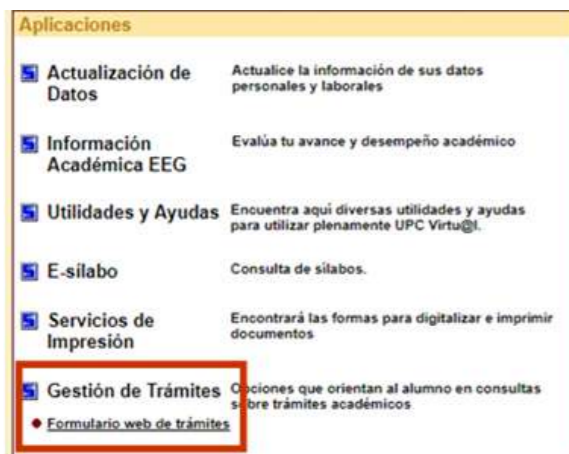 Aplicaciones
Actualización de
Datos
Actualice la información de sus datos
personales y laborales
Información
Académica EEG
Evalúa tu avance y desempeño académico
Utilidades y Ayudas
Encuentra aquí diversas utilidades y ayudas
para utilizar plenamente UPC Virtu@l.
E-sílabo
Consulta de sílabos.
Servicios de
Impresión
Encontrará las formas para digitalizar e imprimir
documentos
Gestión de Trámites
Opciones que orientan al alumno en consultas
sobre trámites académicos
Formulario web de trámites